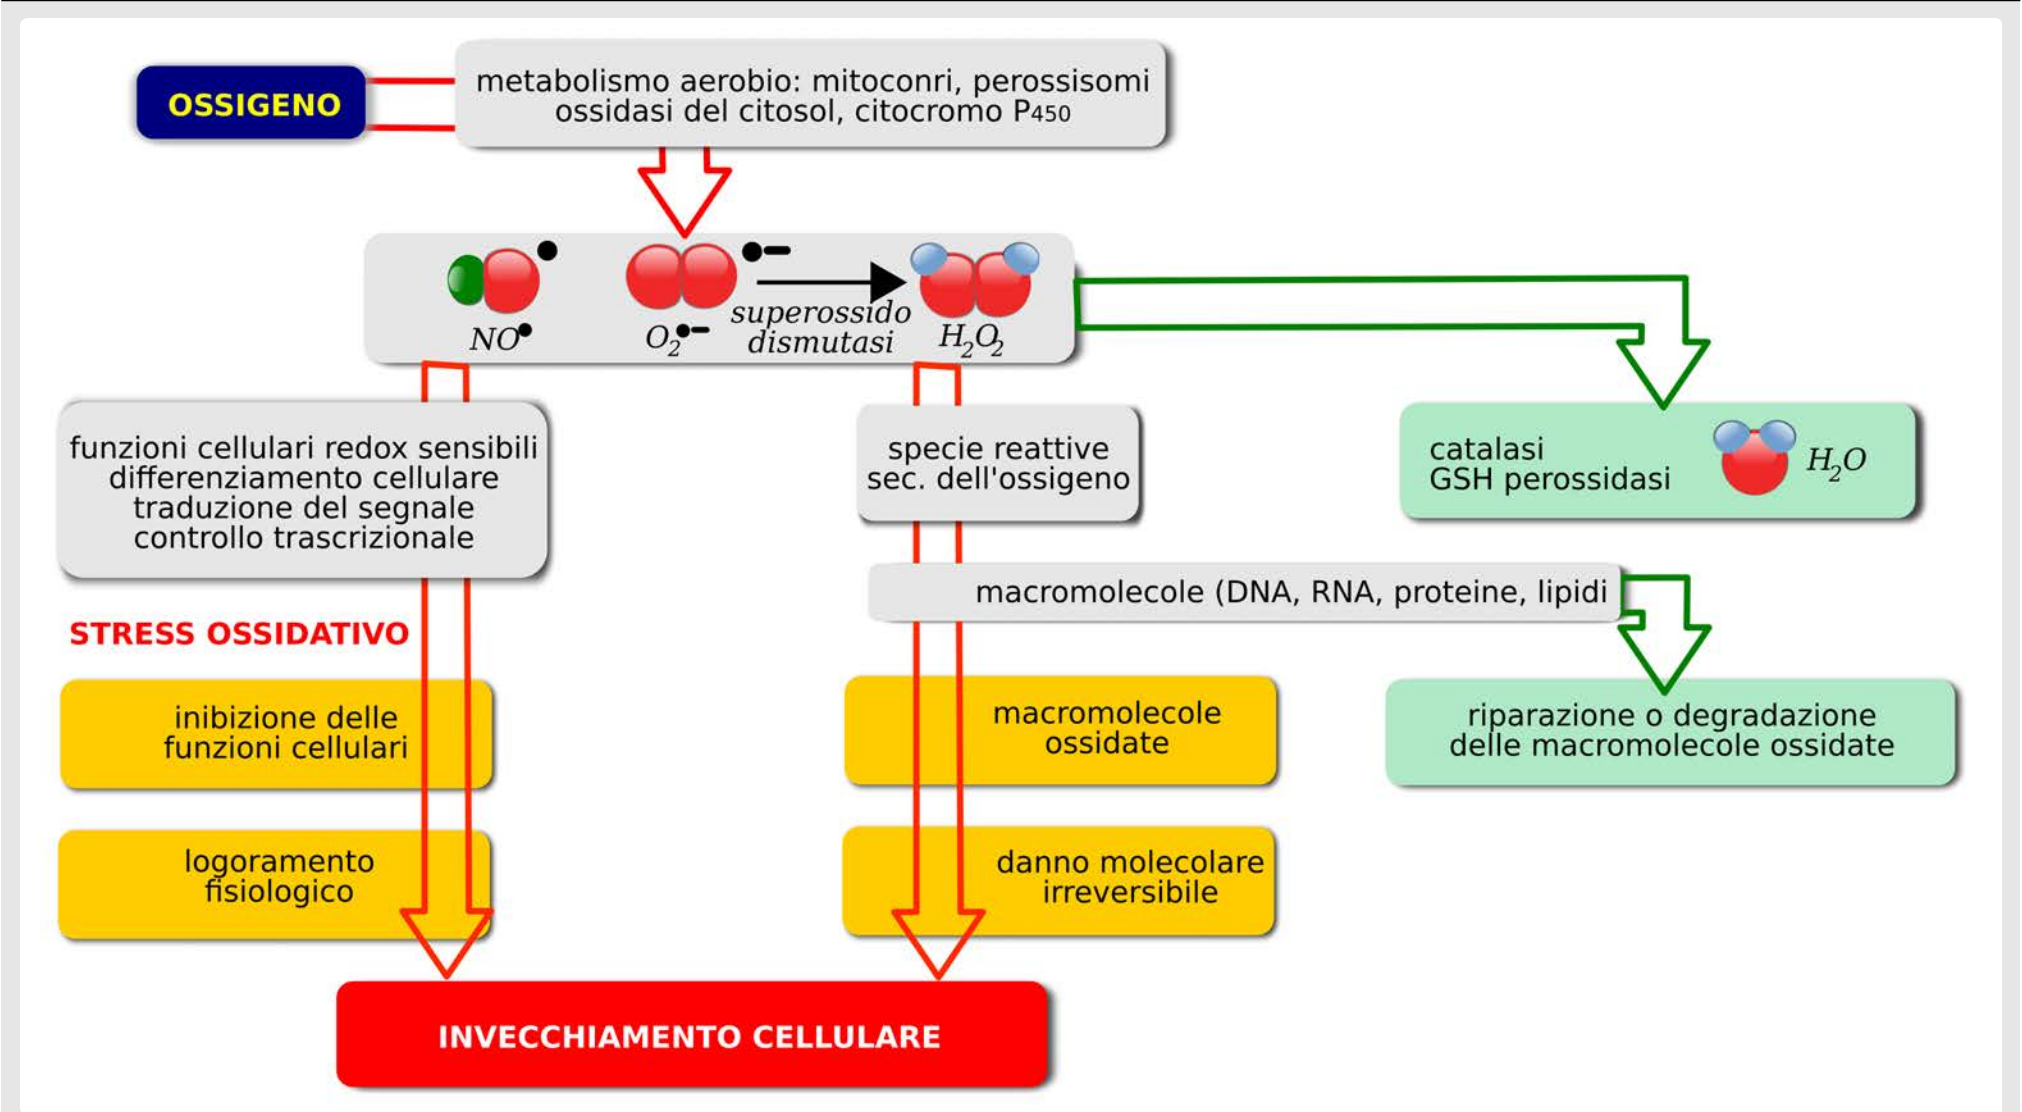 OSSIGENO
metabolismo aerobio: mitoconri, perossisomi
ossidasi del citosol, citocromo P450
NO•
O2•−
superossido
dismutasi
H2O2
funzioni cellulari redox sensibili
differenziamento cellulare
traduzione del segnale
controllo trascrizionale
specie reattive
sec. dell'ossigeno
catalasi
GSH perossidasi
H2O
macromolecole (DNA, RNA, proteine, lipidi
STRESS OSSIDATIVO
inibizione delle
funzioni cellulari
macromolecole
ossidate
riparazione o degradazione
delle macromolecole ossidate
logoramento
fisiologico
danno molecolare
irreversibile
INVECCHIAMENTO CELLULARE